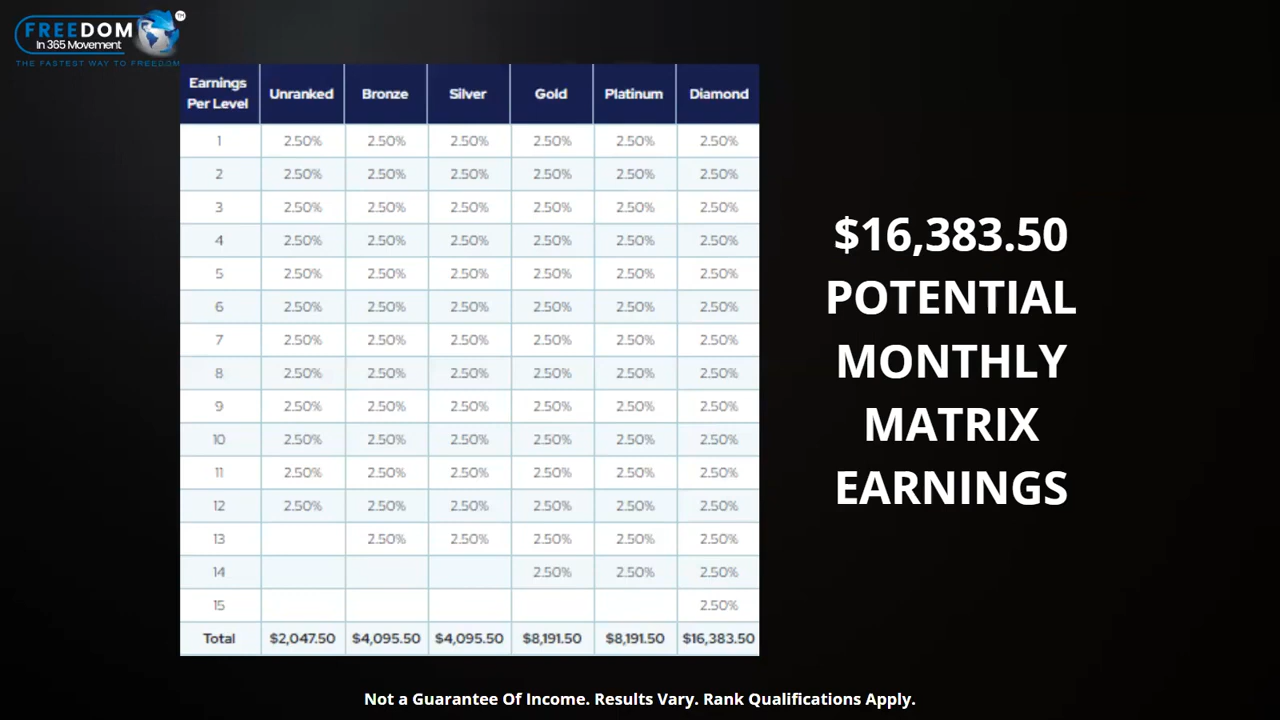 FREEDOM
TM
In 365 Movement
THE FASTEST WAY TO FREEDOM
Earnings Per Level Unranked Bronze Silver Gold Platinum Diamond
1 2.50% 2.50% 2.50% 2.50% 2.50% 2.50%
2 2.50% 2.50% 2.50% 2.50% 2.50% 2.50%
3 2.50% 2.50% 2.50% 2.50% 2.50% 2.50%
4 2.50% 2.50% 2.50% 2.50% 2.50% 2.50%
5 2.50% 2.50% 2.50% 2.50% 2.50% 2.50%
6 2.50% 2.50% 2.50% 2.50% 2.50% 2.50%
7 2.50% 2.50% 2.50% 2.50% 2.50% 2.50%
8 2.50% 2.50% 2.50% 2.50% 2.50% 2.50%
9 2.50% 2.50% 2.50% 2.50% 2.50% 2.50%
10 2.50% 2.50% 2.50% 2.50% 2.50% 2.50%
11 2.50% 2.50% 2.50% 2.50% 2.50% 2.50%
12 2.50% 2.50% 2.50% 2.50% 2.50% 2.50%
13 2.50% 2.50% 2.50% 2.50% 2.50%
14 2.50% 2.50% 2.50%
15 2.50%
Total $2,047.50 $4,095.50 $4,095.50 $8,191.50 $8,191.50 $16,383.50
$16,383.50
POTENTIAL
MONTHLY
MATRIX
EARNINGS
Not a Guarantee Of Income. Results Vary. Rank Qualifications Apply.